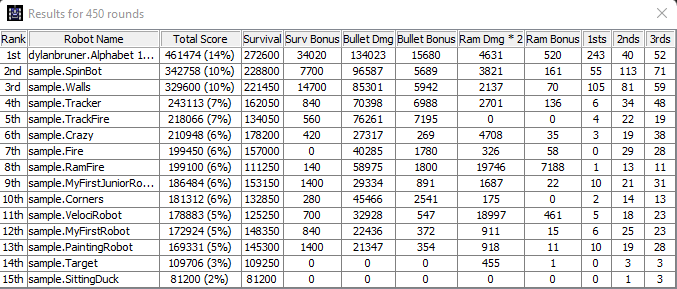 Results for 450 rounds
Rank Robot Name Total Score Survival Surv Bonus Bullet Dmg Bullet Bonus Ram Dmg * 2 Ram Bonus 1sts 2nds 3rds
1st dylanbruner.Alphabet 1... 461474 (14%) 272600 34020 134023 15680 4631 520 243 40 52
2nd sample.SpinBot 342758 (10%) 228800 7700 96587 5689 3821 161 55 113 71
3rd sample.Walls 329600 (10%) 221450 14700 85301 5942 2137 70 105 81 59
4th sample.Tracker 243113 (7%) 162050 840 70398 6988 2701 136 6 34 48
5th sample.TrackFire 218066 (7%) 134050 560 76261 7195 0 0 4 22 19
6th sample.Crazy 210948 (6%) 178200 420 27317 269 4708 35 3 19 38
7th sample.Fire 199450 (6%) 157000 0 40285 1780 326 58 0 29 28
8th sample.RamFire 199100 (6%) 111250 140 58975 1800 19746 7188 1 13 11
9th sample.MyFirstJuniorRo... 186484 (6%) 153150 1400 29334 891 1687 22 10 21 31
10th sample.Corners 181312 (6%) 132850 280 45466 2541 175 0 2 14 13
11th sample.VelociRobot 178883 (5%) 125250 700 32928 547 18997 461 5 18 23
12th sample.MyFirstRobot 172924 (5%) 148350 840 22436 372 911 15 6 25 23
13th sample.PaintingRobot 169331 (5%) 145300 1400 21347 354 918 11 10 19 28
14th sample.Target 109706 (3%) 109250 0 0 0 455 1 0 3 3
15th sample.SittingDuck 81200 (2%) 81200 0 0 0 0 0 0 1 3